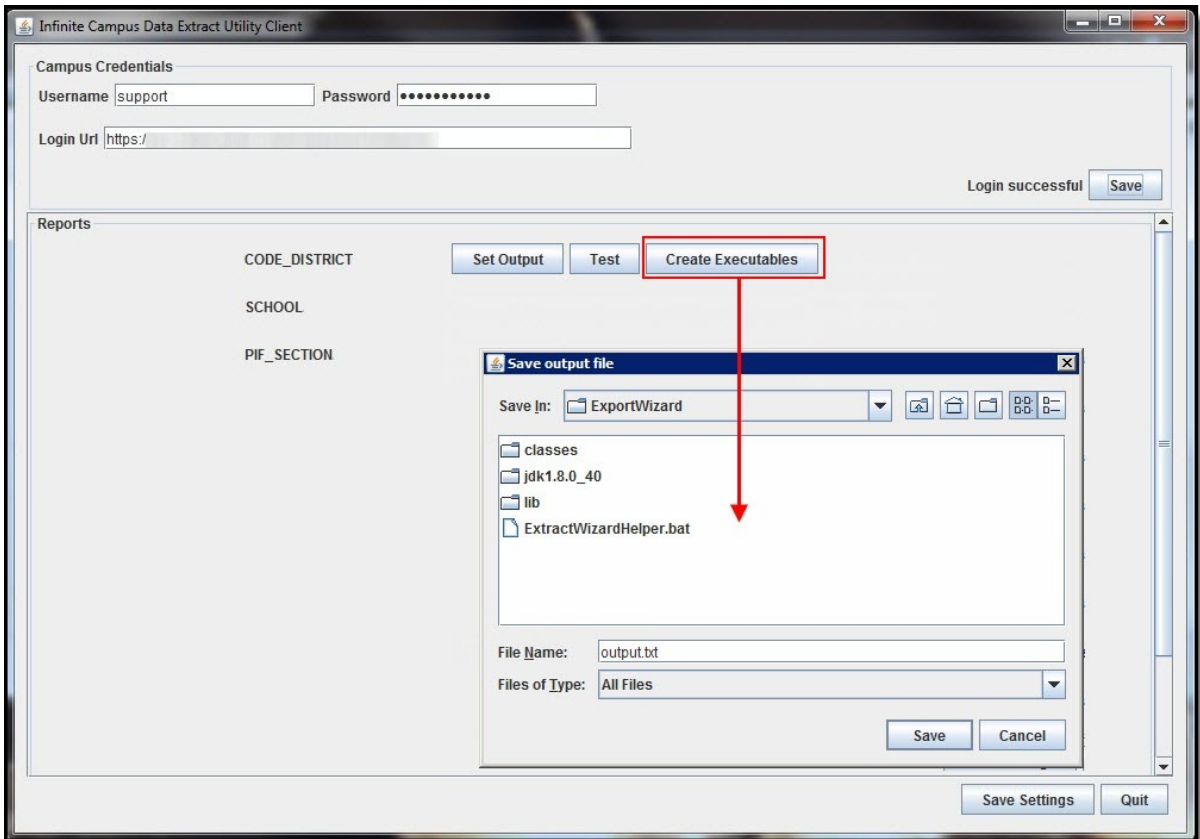 Infinite Campus Data Extract Utility Client
Campus Credentials
Username support Password •••••••••••
Login Url https:/
Login successful Save
Reports
CODE_DISTRICT Set Output Test Create Executables
SCHOOL
PIF_SECTION
Save output file
Save In: ExportWizard
classes
jdk1.8.0_40
lib
ExtractWizardHelper.bat
File Name: output.txt
Files of Type: All Files
Save Cancel
Save Settings Quit